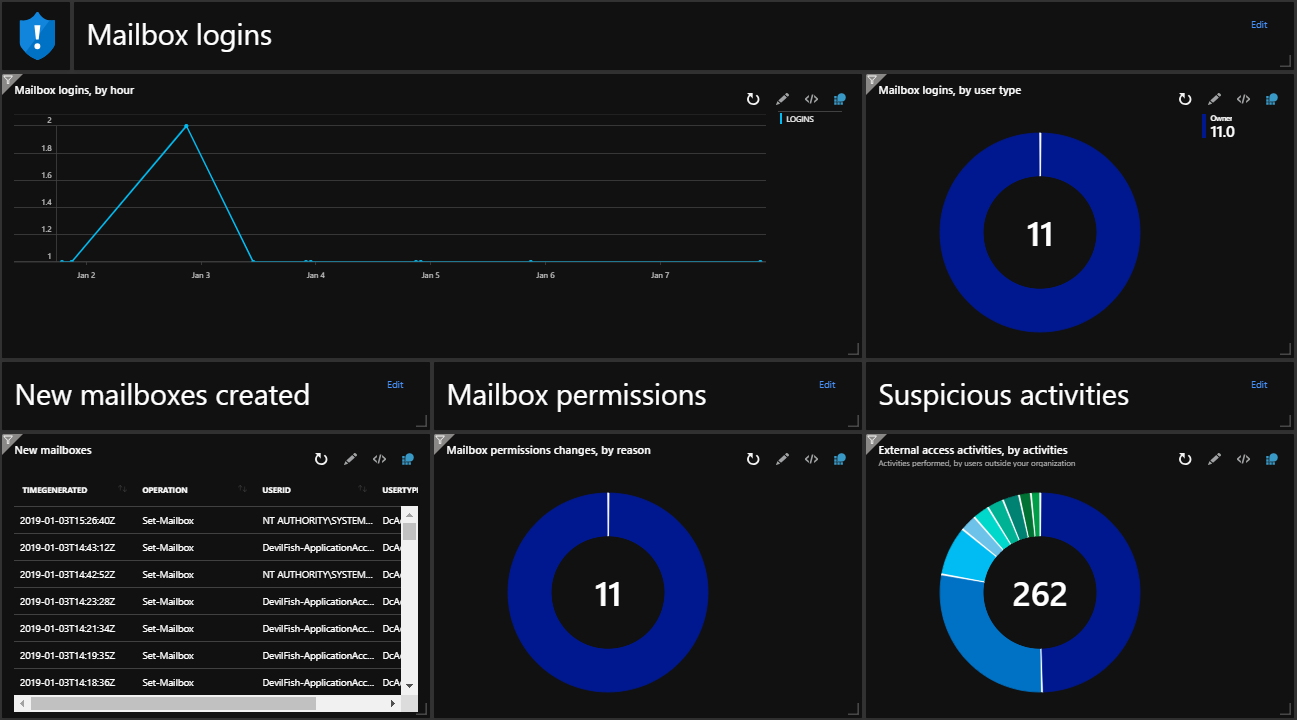 Mailbox logins
Edit
Mailbox logins, by hour
LOGINS
2
1.8
1.6
1.4
1.2
1
Jan 2 Jan 3 Jan 4 Jan 5 Jan 6 Jan 7
Mailbox logins, by user type
Owner
11.0
11
New mailboxes created
Edit
Mailbox permissions
Edit
Suspicious activities
Edit
New mailboxes
TIMEGENERATED OPERATION USERID USERTYP
2019-01-03T15:26:40Z Set-Mailbox NT AUTHORITY\SYSTEM... DcA
2019-01-03T14:43:12Z Set-Mailbox DevilFish-ApplicationAcc... DcA
2019-01-03T14:42:52Z Set-Mailbox NT AUTHORITY\SYSTEM... DcA
2019-01-03T14:23:28Z Set-Mailbox DevilFish-ApplicationAcc... DcA
2019-01-03T14:21:34Z Set-Mailbox DevilFish-ApplicationAcc... DcA
2019-01-03T14:19:35Z Set-Mailbox DevilFish-ApplicationAcc... DcA
2019-01-03T14:18:36Z Set-Mailbox DevilFish-ApplicationAcc... DcA
Mailbox permissions changes, by reason
11
External access activities, by activities
Activities performed, by users outside your organization
262